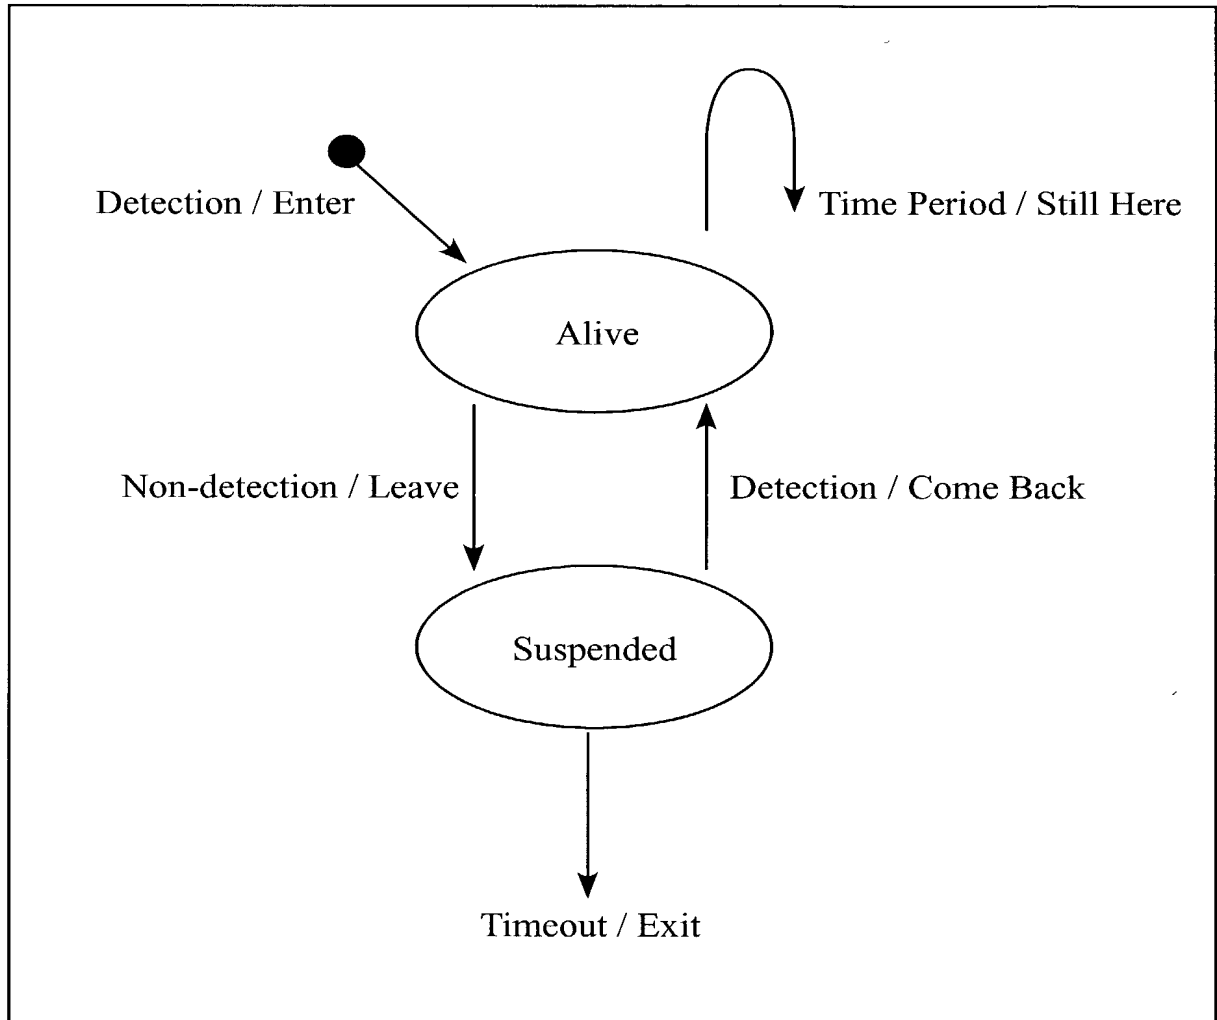 Detection / Enter
Time Period / Still Here
Alive
Non-detection / Leave
Detection / Come Back
Suspended
Timeout / Exit